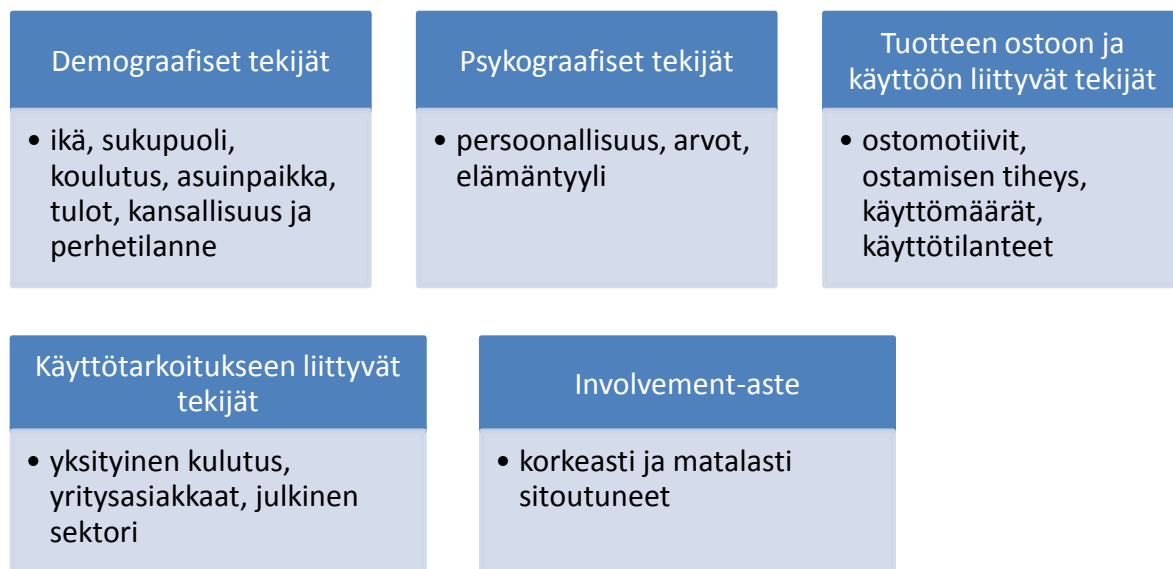 Demograafiset tekijät
• ikä, sukupuoli,
koulutus, asuinpaikka,
tulot, kansallisuus ja
perhetilanne
Psykograafiset tekijät
• persoonallisuus, arvot,
elämäntyyli
Tuotteen ostoon ja
käyttöön liittyvät tekijät
• ostomotiivit,
ostamisen tiheys,
käyttömäärät,
käyttötilanteet
Käyttötarkoitukseen liittyvät
tekijät
• yksityinen kulutus,
yritysasiakkaat, julkinen
sektori
Involvement-aste
• korkeasti ja matalasti
sitoutuneet